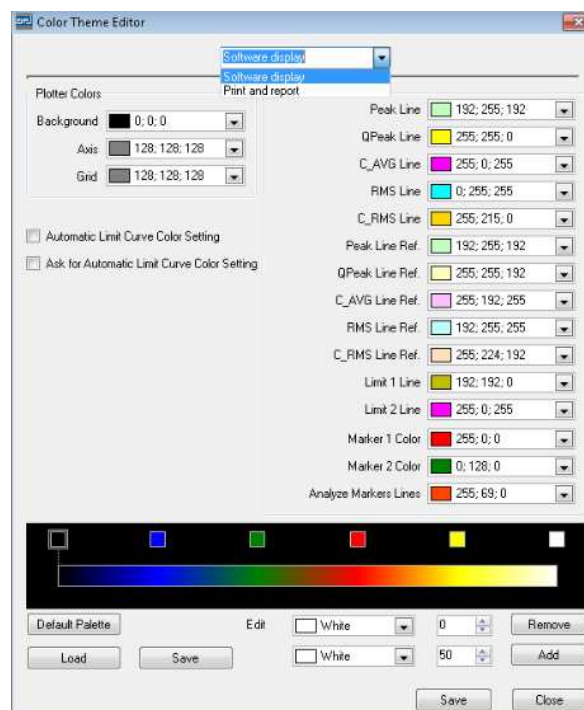 Color Theme Editor
Software display
Software display
Print and report
Plotter Colors
Background 0; 0; 0
Axis 128; 128; 128
Grid 128; 128; 128
Automatic Limit Curve Color Setting
Ask for Automatic Limit Curve Color Setting
Peak Line 192; 255; 192
QPeak Line 255; 255; 0
C_AVG Line 255; 0; 255
RMS Line 0; 255; 255
C_RMS Line 255; 215; 0
Peak Line Ref. 192; 255; 192
QPeak Line Ref. 255; 255; 192
C_AVG Line Ref. 255; 192; 255
RMS Line Ref. 192; 255; 255
C_RMS Line Ref. 255; 224; 192
Limit 1 Line 192; 192; 0
Limit 2 Line 255; 0; 255
Marker 1 Color 255; 0; 0
Marker 2 Color 0; 128; 0
Analyze Markers Lines 255; 69; 0
Default Palette Edit White 0 Remove
Load Save White 50 Add
Save Close